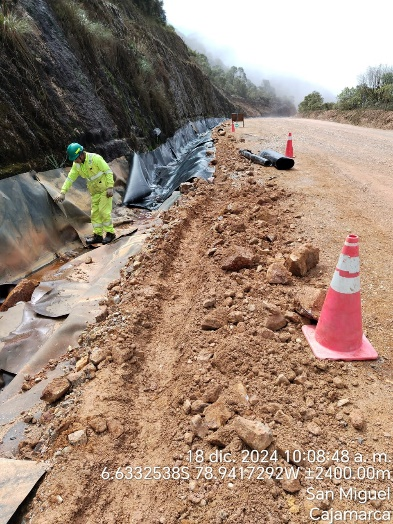 18 dic. 2024 10:08:48 a. m.
6.6332538S 78.9417292W ±2400.00m
San Miguel
Cajamarca